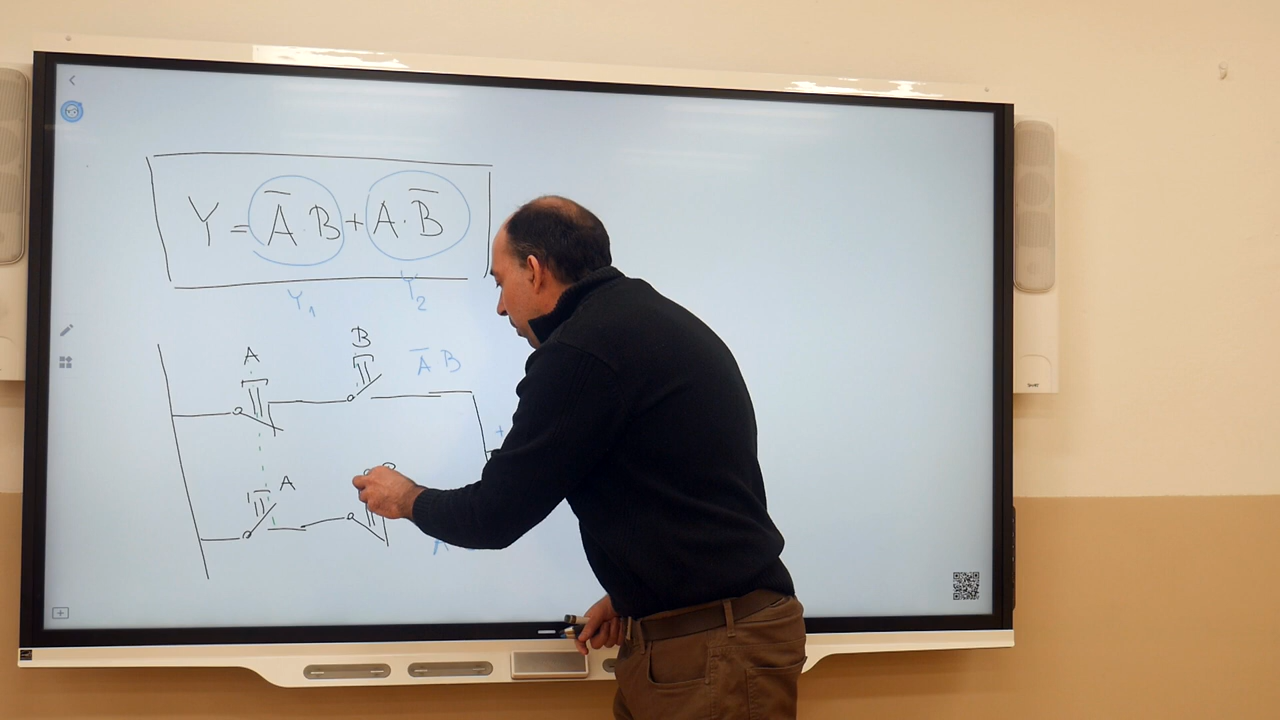 Y = A̅ · B + A · B̅
Y₁ Y₂
A B A̅ B
+
A
A